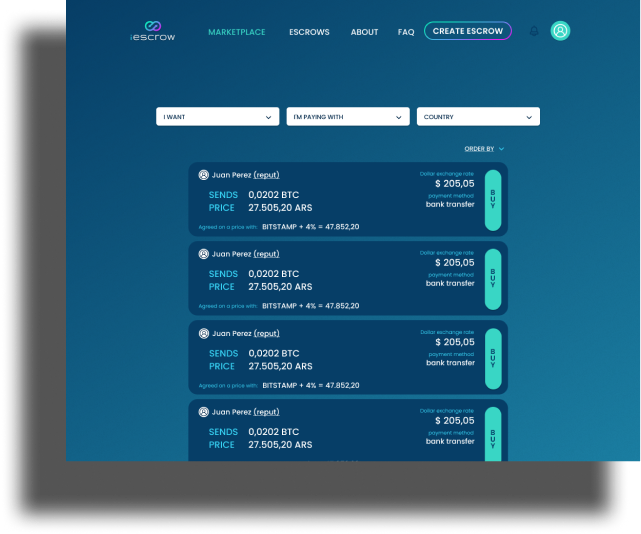 iescrow
MARKETPLACE ESCROWS ABOUT FAQ CREATE ESCROW
I WANT I'M PAYING WITH COUNTRY
ORDER BY
Juan Perez (reput) Dollar exchange rate
$ 205,05
SENDS 0,0202 BTC payment method
PRICE 27.505,20 ARS bank transfer
Agreed on a price with: BITSTAMP + 4% = 47.852,20
BUY
Juan Perez (reput) Dollar exchange rate
$ 205,05
SENDS 0,0202 BTC payment method
PRICE 27.505,20 ARS bank transfer
Agreed on a price with: BITSTAMP + 4% = 47.852,20
BUY
Juan Perez (reput) Dollar exchange rate
$ 205,05
SENDS 0,0202 BTC payment method
PRICE 27.505,20 ARS bank transfer
Agreed on a price with: BITSTAMP + 4% = 47.852,20
BUY
Juan Perez (reput) Dollar exchange rate
$ 205,05
SENDS 0,0202 BTC payment method
PRICE 27.505,20 ARS bank transfer
BUY